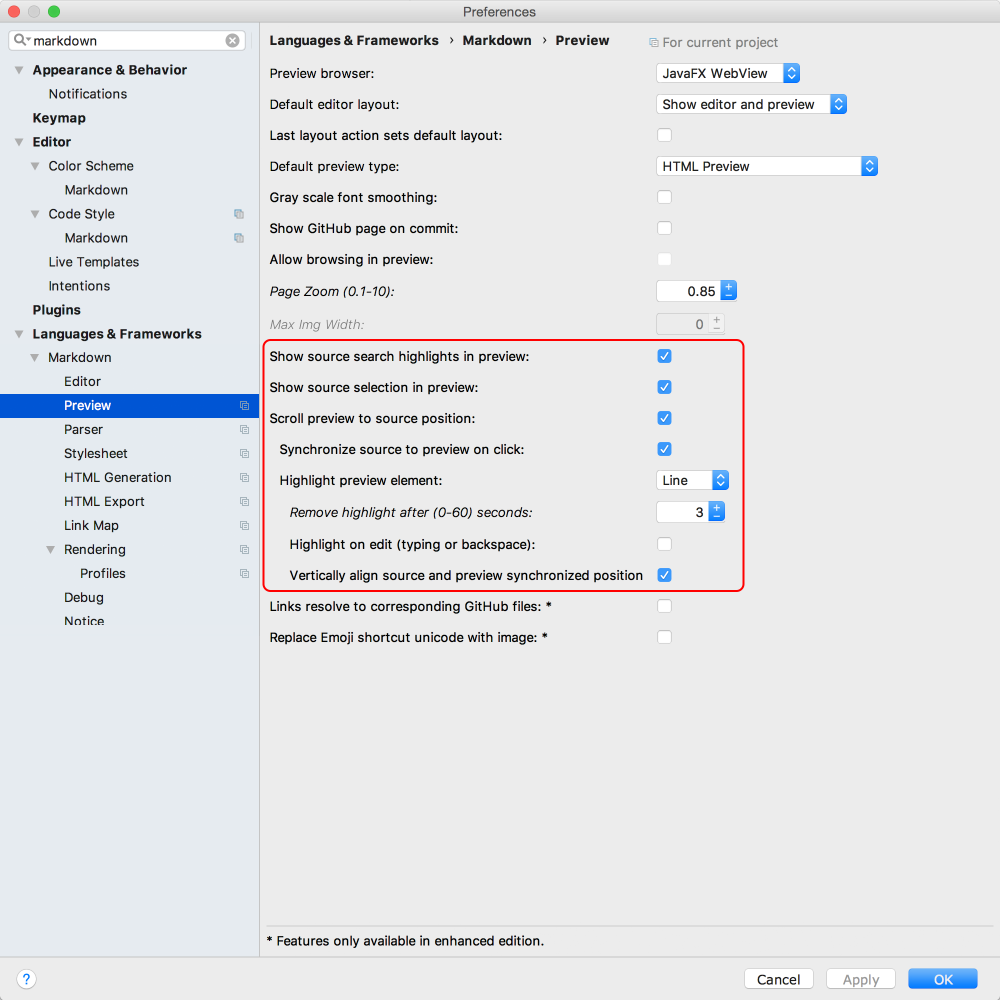 Preferences
markdown
Appearance & Behavior
Notifications
Keymap
Editor
Color Scheme
Markdown
Code Style
Markdown
Live Templates
Intentions
Plugins
Languages & Frameworks
Markdown
Editor
Preview
Parser
Stylesheet
HTML Generation
HTML Export
Link Map
Rendering
Profiles
Debug
Notice
Languages & Frameworks › Markdown › Preview For current project
Preview browser: JavaFX WebView
Default editor layout: Show editor and preview
Last layout action sets default layout:
Default preview type: HTML Preview
Gray scale font smoothing:
Show GitHub page on commit:
Allow browsing in preview:
Page Zoom (0.1-10): 0.85
Max Img Width: 0
Show source search highlights in preview:
Show source selection in preview:
Scroll preview to source position:
Synchronize source to preview on click:
Highlight preview element: Line
Remove highlight after (0-60) seconds: 3
Highlight on edit (typing or backspace):
Vertically align source and preview synchronized position
Links resolve to corresponding GitHub files: *
Replace Emoji shortcut unicode with image: *
* Features only available in enhanced edition.
? Cancel Apply OK